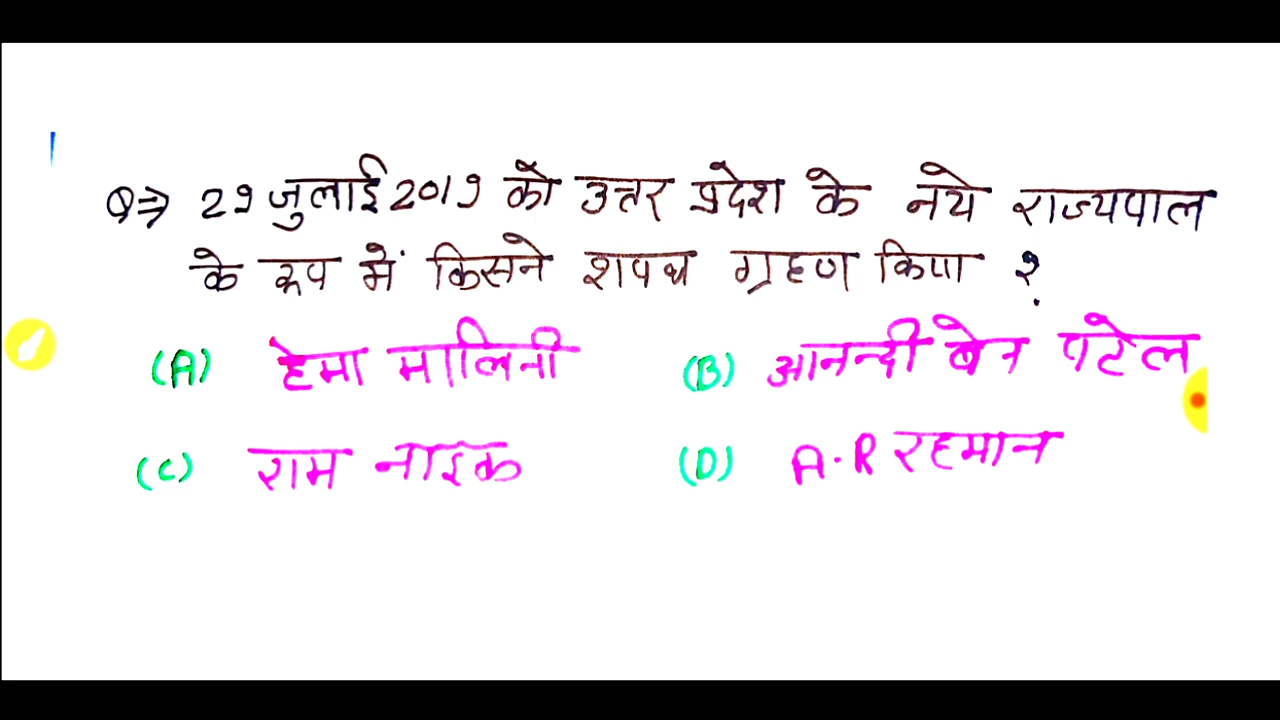 Q⇒ 29 जुलाई 2019 को उत्तर प्रदेश के नये राज्यपाल
के रूप में किसने शपथ ग्रहण किया ?
(A) हेमा मालिनी (B) आनन्दी बेन पटेल
(C) राम नाइक (D) A.R रहमान